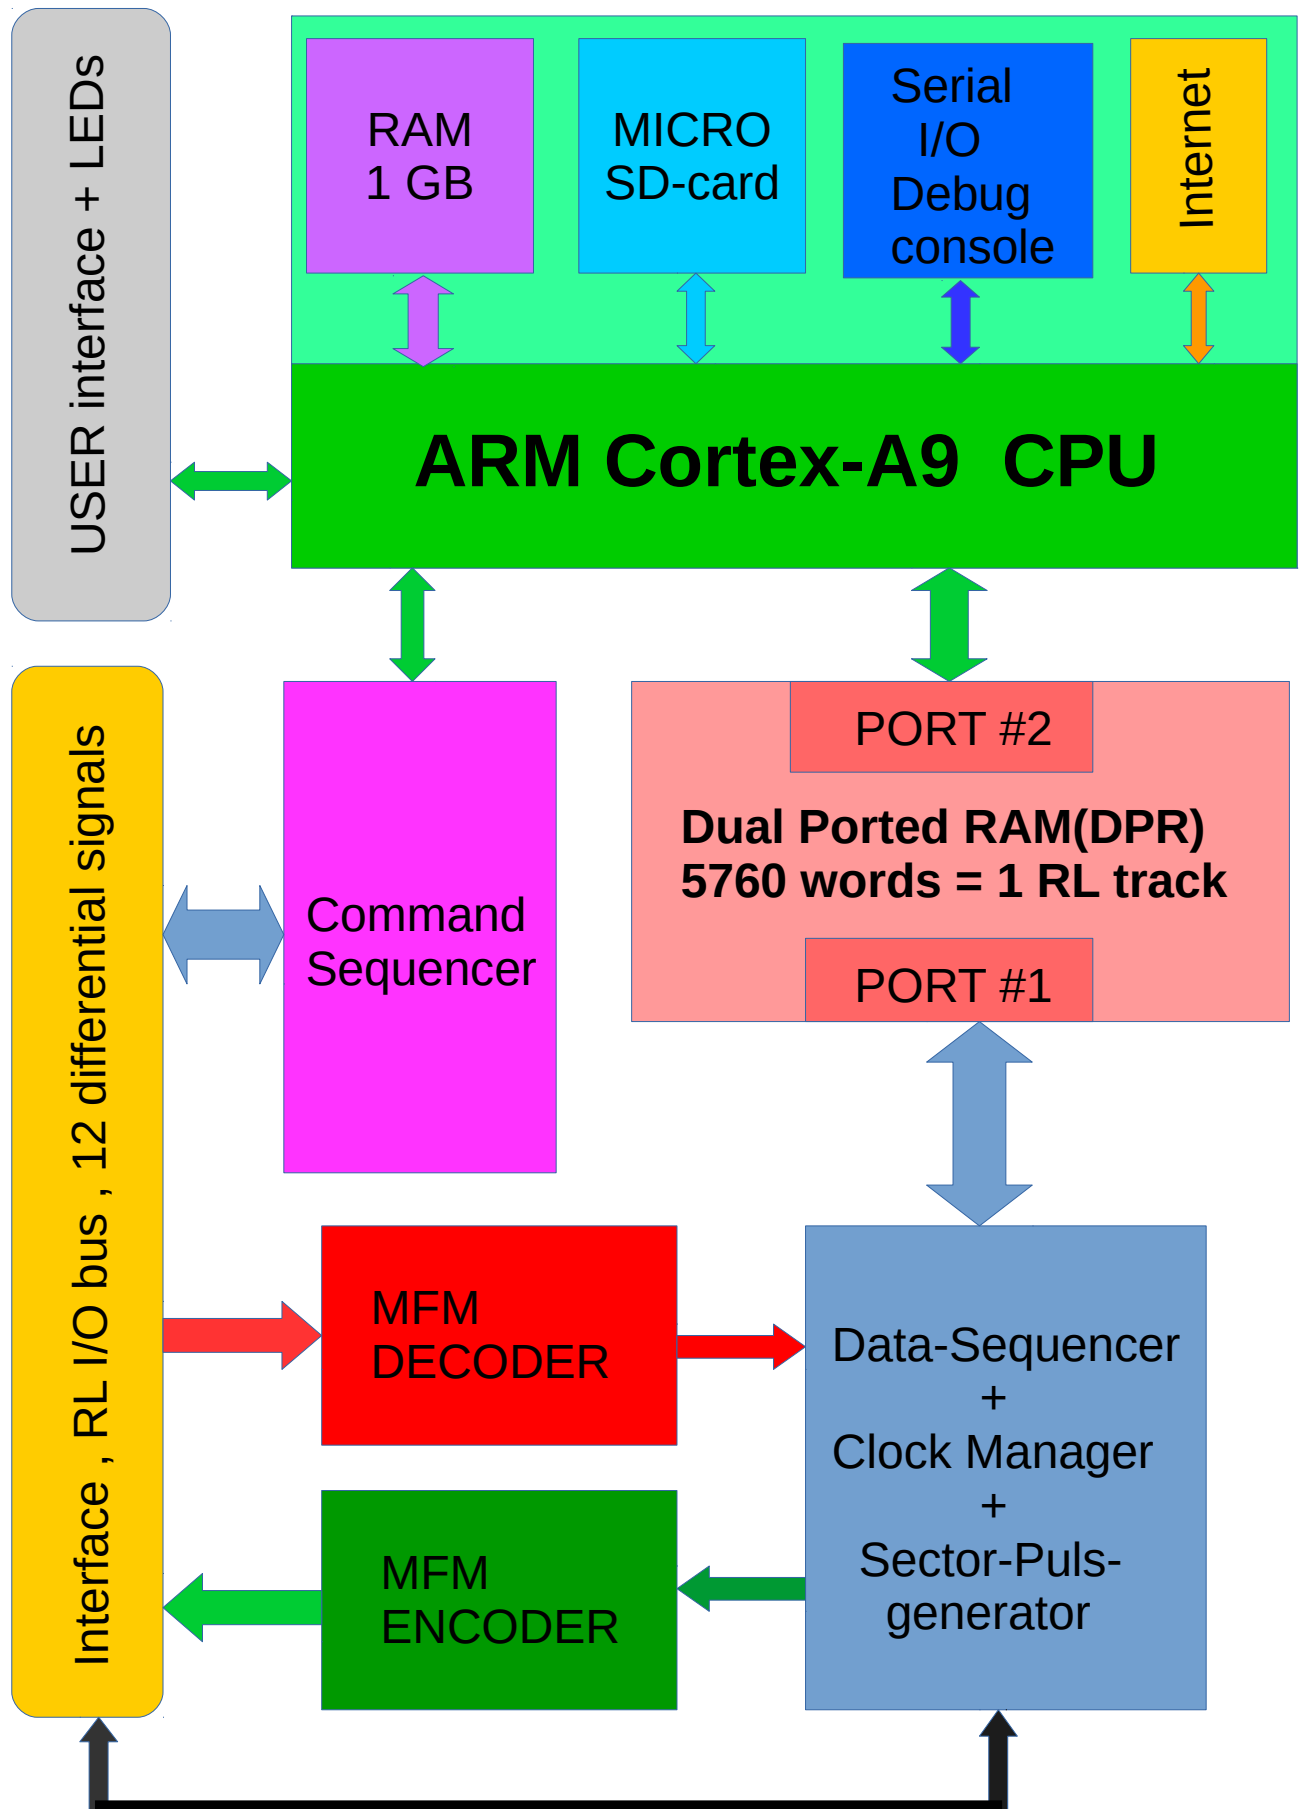 USER interface + LEDs
RAM
1 GB
MICRO
SD-card
Serial
I/O
Debug
console
Internet
ARM Cortex-A9  CPU
Interface , RL I/O bus , 12 differential signals
Command
Sequencer
PORT #2
Dual Ported RAM(DPR)
5760 words = 1 RL track
PORT #1
MFM
DECODER
MFM
ENCODER
Data-Sequencer
+
Clock Manager
+
Sector-Puls-
generator